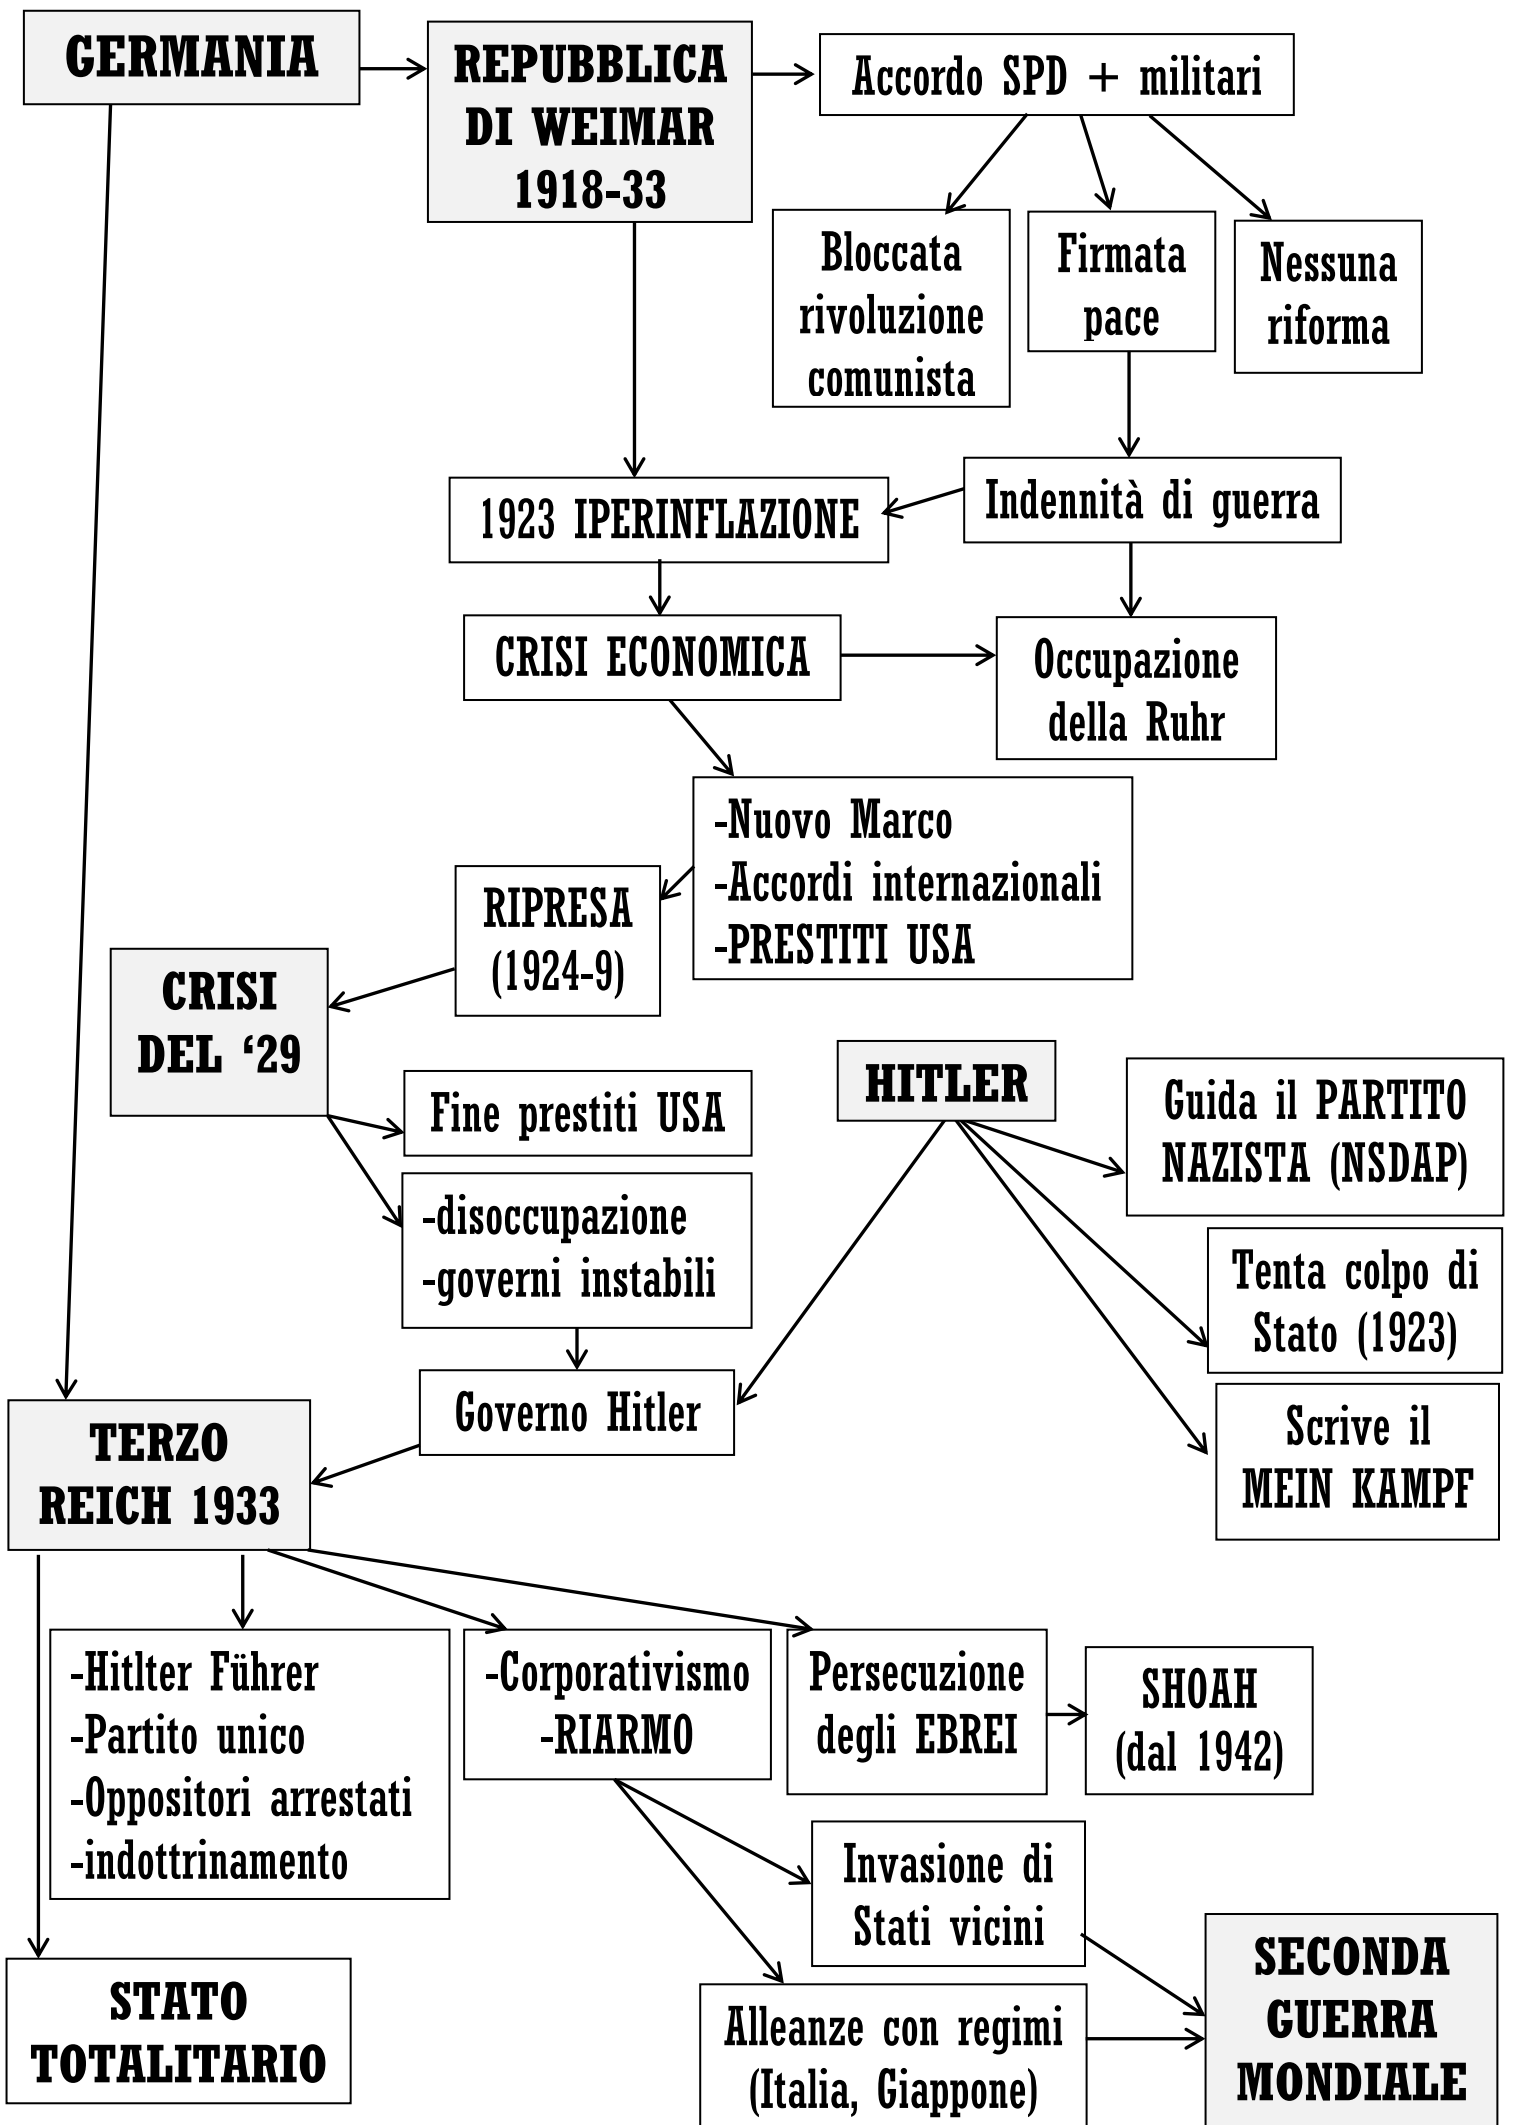 GERMANIA
REPUBBLICA
DI WEIMAR
1918-33
Accordo SPD + militari
Bloccata
rivoluzione
comunista
Firmata
pace
Nessuna
riforma
1923 IPERINFLAZIONE
Indennità di guerra
CRISI ECONOMICA
Occupazione
della Ruhr
-Nuovo Marco
-Accordi internazionali
-PRESTITI USA
RIPRESA
(1924-9)
CRISI
DEL ‘29
Fine prestiti USA
-disoccupazione
-governi instabili
HITLER
Guida il PARTITO
NAZISTA (NSDAP)
Tenta colpo di
Stato (1923)
Scrive il
MEIN KAMPF
Governo Hitler
TERZO
REICH 1933
-Hitlter Führer
-Partito unico
-Oppositori arrestati
-indottrinamento
-Corporativismo
-RIARMO
Persecuzione
degli EBREI
SHOAH
(dal 1942)
Invasione di
Stati vicini
STATO
TOTALITARIO
Alleanze con regimi
(Italia, Giappone)
SECONDA
GUERRA
MONDIALE